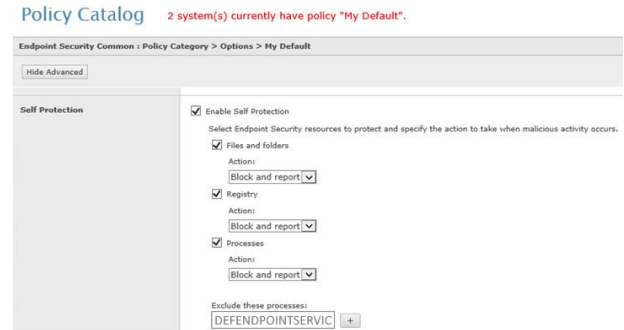 Policy Catalog 2 system(s) currently have policy "My Default".
Endpoint Security Common : Policy Category > Options > My Default
Hide Advanced
Self Protection
Enable Self Protection
Select Endpoint Security resources to protect and specify the action to take when malicious activity occurs.
Files and folders
Action:
Block and report
Registry
Action:
Block and report
Processes
Action:
Block and report
Exclude these processes:
DEFENDPOINTSERVIC +